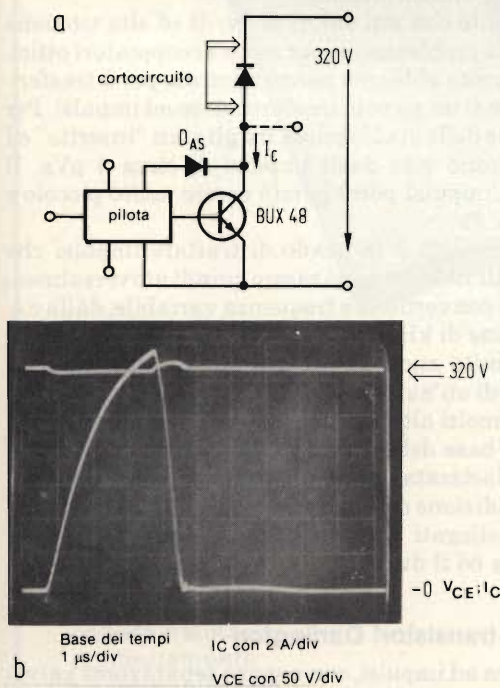 a
320 V
cortocircuito
D_AS
I_C
pilota
BUX 48
320 V
-0 V_CE; I_C
Base dei tempi
1 µs/div
IC con 2 A/div
VCE con 50 V/div
b